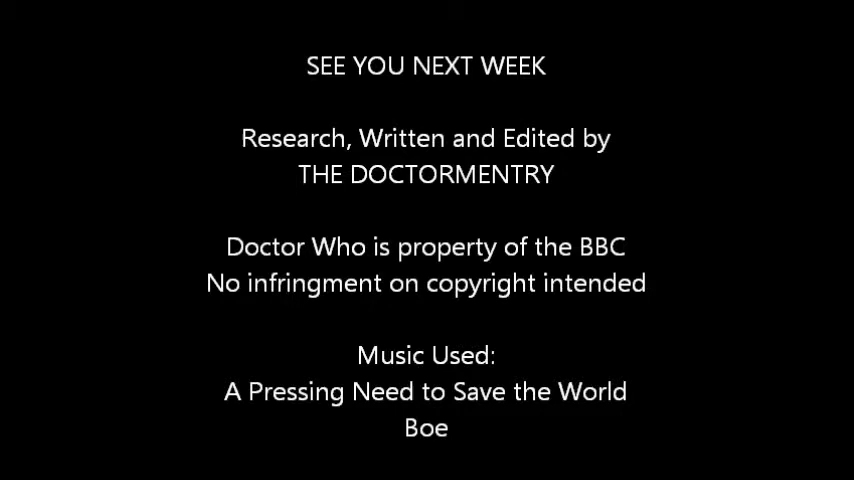 SEE YOU NEXT WEEK
Research, Written and Edited by
THE DOCTORMENTRY
Doctor Who is property of the BBC
No infringment on copyright intended
Music Used:
A Pressing Need to Save the World
Boe